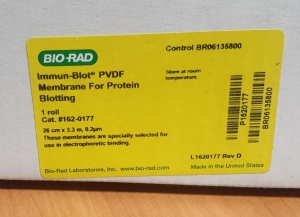 BIO-RAD
Control BR06135800
Immun-Blot® PVDF
Membrane For Protein
Blotting
Store at room
temperature
1 roll
Cat. #162-0177
26 cm x 3.3 m, 0.2µm
These membranes are specially selected for
use in electrophoretic binding.
P1620177
BR06135800
L1620177 Rev D
Bio-Rad Laboratories, Inc. www.bio-rad.com
Made in the United States